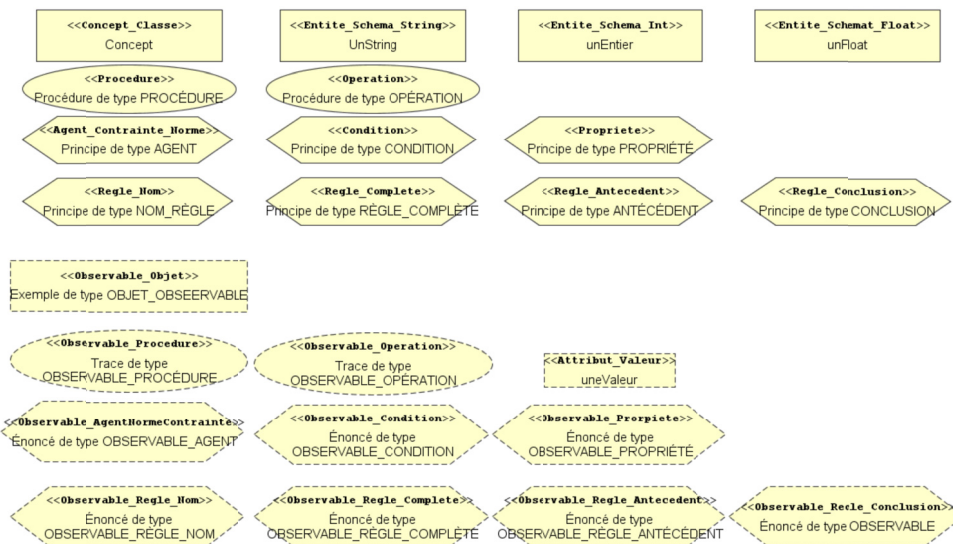 <<Concept_Classe>>
Concept
<<Entite_Schema_String>>
UnString
<<Entite_Schema_Int>>
unEntier
<<Entite_Schemat_Float>>
unFloat
<<Procedure>>
Procédure de type PROCÉDURE
<<Operation>>
Procédure de type OPÉRATION
<<Agent_Contrainte_Norme>>
Principe de type AGENT
<<Condition>>
Principe de type CONDITION
<<Propriete>>
Principe de type PROPRIÉTÉ
<<Regle_Nom>>
Principe de type NOM_RÈGLE
<<Regle_Complete>>
Principe de type RÈGLE_COMPLÈTE
<<Regle_Antecedent>>
Principe de type ANTÉCÉDENT
<<Regle_Conclusion>>
Principe de type CONCLUSION
<<Observable_Objet>>
Exemple de type OBJET_OBSEERVABLE
<<Observable_Procedure>>
Trace de type
OBSERVABLE_PROCÉDURE
<<Observable_Operation>>
Trace de type
OBSERVABLE_OPÉRATION
<<Attribut_Valeur>>
uneValeur
<<Observable_AgentNormeContrainte>>
Énoncé de type OBSERVABLE_AGENT
<<Observable_Condition>>
Énoncé de type
OBSERVABLE_CONDITION
<<Observable_Prorpiete>>
Énoncé de type
OBSERVABLE_PROPRIÉTÉ
<<Observable_Regle_Nom>>
Énoncé de type
OBSERVABLE_RÈGLE_NOM
<<Observable_Regle_Complete>>
Énoncé de type
OBSERVABLE_RÈGLE_COMPLÈTE
<<Observable_Regle_Antecedent>>
Énoncé de type
OBSERVABLE_RÈGLE_ANTÉCÉDENT
<<Observable_Recle_Conclusion>>
Énoncé de type OBSERVABLE